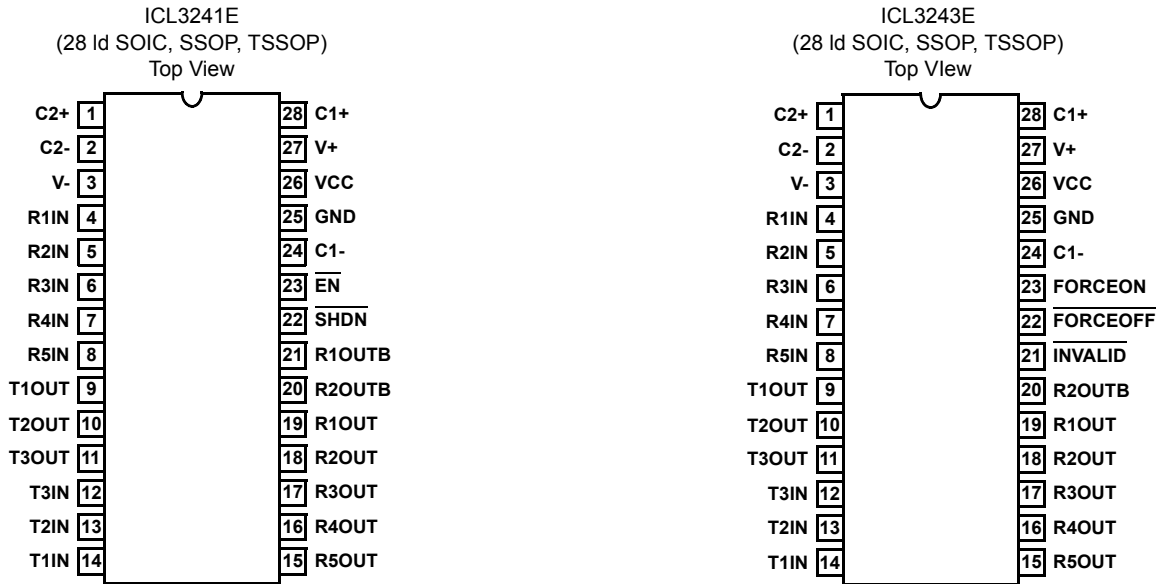 ICL3241E
(28 ld SOIC, SSOP, TSSOP)
Top View
C2+ 1 28 C1+
C2- 2 27 V+
V- 3 26 VCC
R1IN 4 25 GND
R2IN 5 24 C1-
R3IN 6 23 EN
R4IN 7 22 SHDN
R5IN 8 21 R1OUTB
T1OUT 9 20 R2OUTB
T2OUT 10 19 R1OUT
T3OUT 11 18 R2OUT
T3IN 12 17 R3OUT
T2IN 13 16 R4OUT
T1IN 14 15 R5OUT
ICL3243E
(28 ld SOIC, SSOP, TSSOP)
Top VIew
C2+ 1 28 C1+
C2- 2 27 V+
V- 3 26 VCC
R1IN 4 25 GND
R2IN 5 24 C1-
R3IN 6 23 FORCEON
R4IN 7 22 FORCEOFF
R5IN 8 21 INVALID
T1OUT 9 20 R2OUTB
T2OUT 10 19 R1OUT
T3OUT 11 18 R2OUT
T3IN 12 17 R3OUT
T2IN 13 16 R4OUT
T1IN 14 15 R5OUT